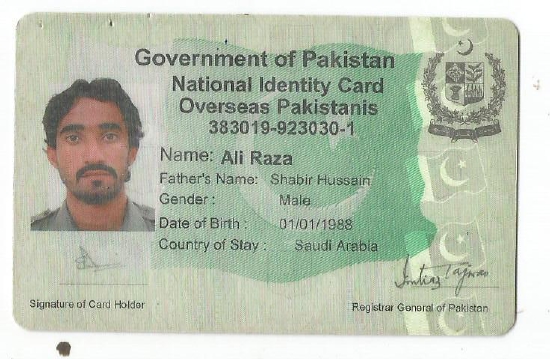 Government of Pakistan
National Identity Card
Overseas Pakistanis
383019-923030-1
Name: Ali Raza
Father's Name: Shabir Hussain
Gender : Male
Date of Birth : 01/01/1988
Country of Stay : Saudi Arabia
Signature of Card Holder
Registrar General of Pakistan